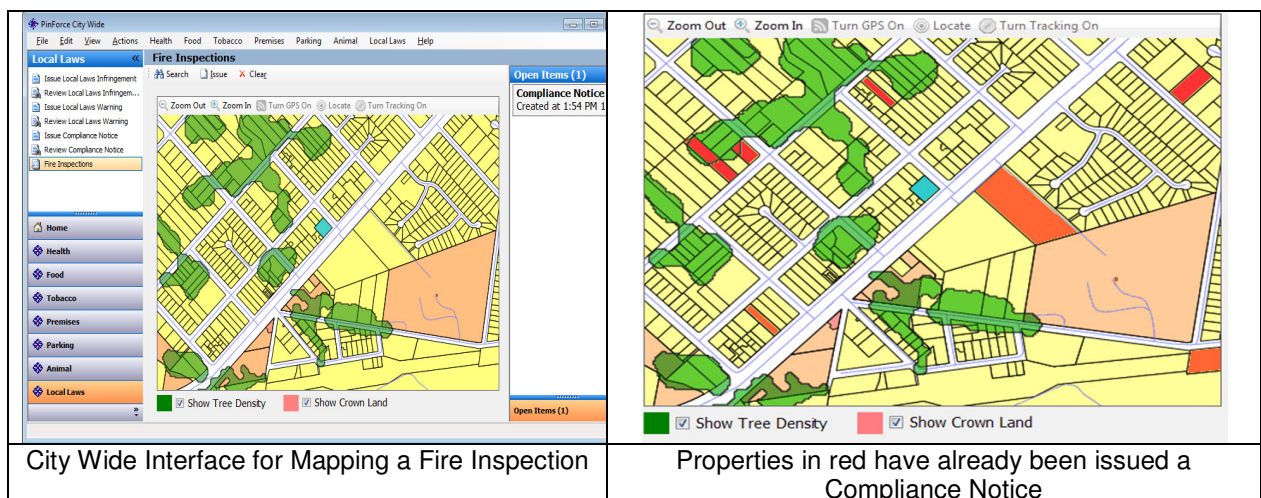 PinForce City Wide
File Edit View Actions Health Food Tobacco Premises Parking Animal Local Laws Help
Local Laws «
Issue Local Laws Infringement
Review Local Laws Infringem...
Issue Local Laws Warning
Review Local Laws Warning
Issue Compliance Notice
Review Compliance Notice
Fire Inspections
Home
Health
Food
Tobacco
Premises
Parking
Animal
Local Laws
Fire Inspections
Search Issue Clear
Zoom Out Zoom In Turn GPS On Locate Turn Tracking On
Show Tree Density Show Crown Land
Open Items (1)
Compliance Notice
Created at 1:54 PM 1
Open Items (1)
City Wide Interface for Mapping a Fire Inspection
Zoom Out Zoom In Turn GPS On Locate Turn Tracking On
Show Tree Density Show Crown Land
Properties in red have already been issued a
Compliance Notice